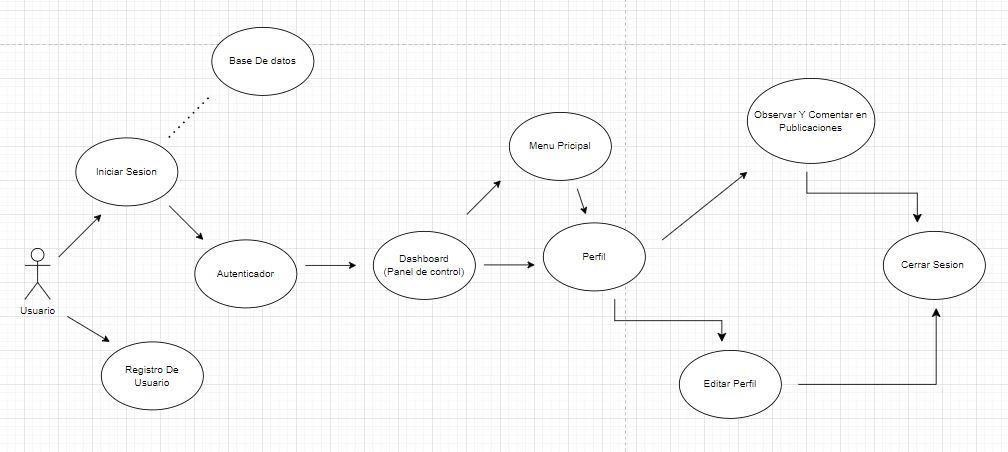 Base De datos
Iniciar Sesion
Usuario
Autenticador
Registro De
Usuario
Dashboard
(Panel de control)
Menu Pricipal
Perfil
Observar Y Comentar en
Publicaciones
Editar Perfil
Cerrar Sesion